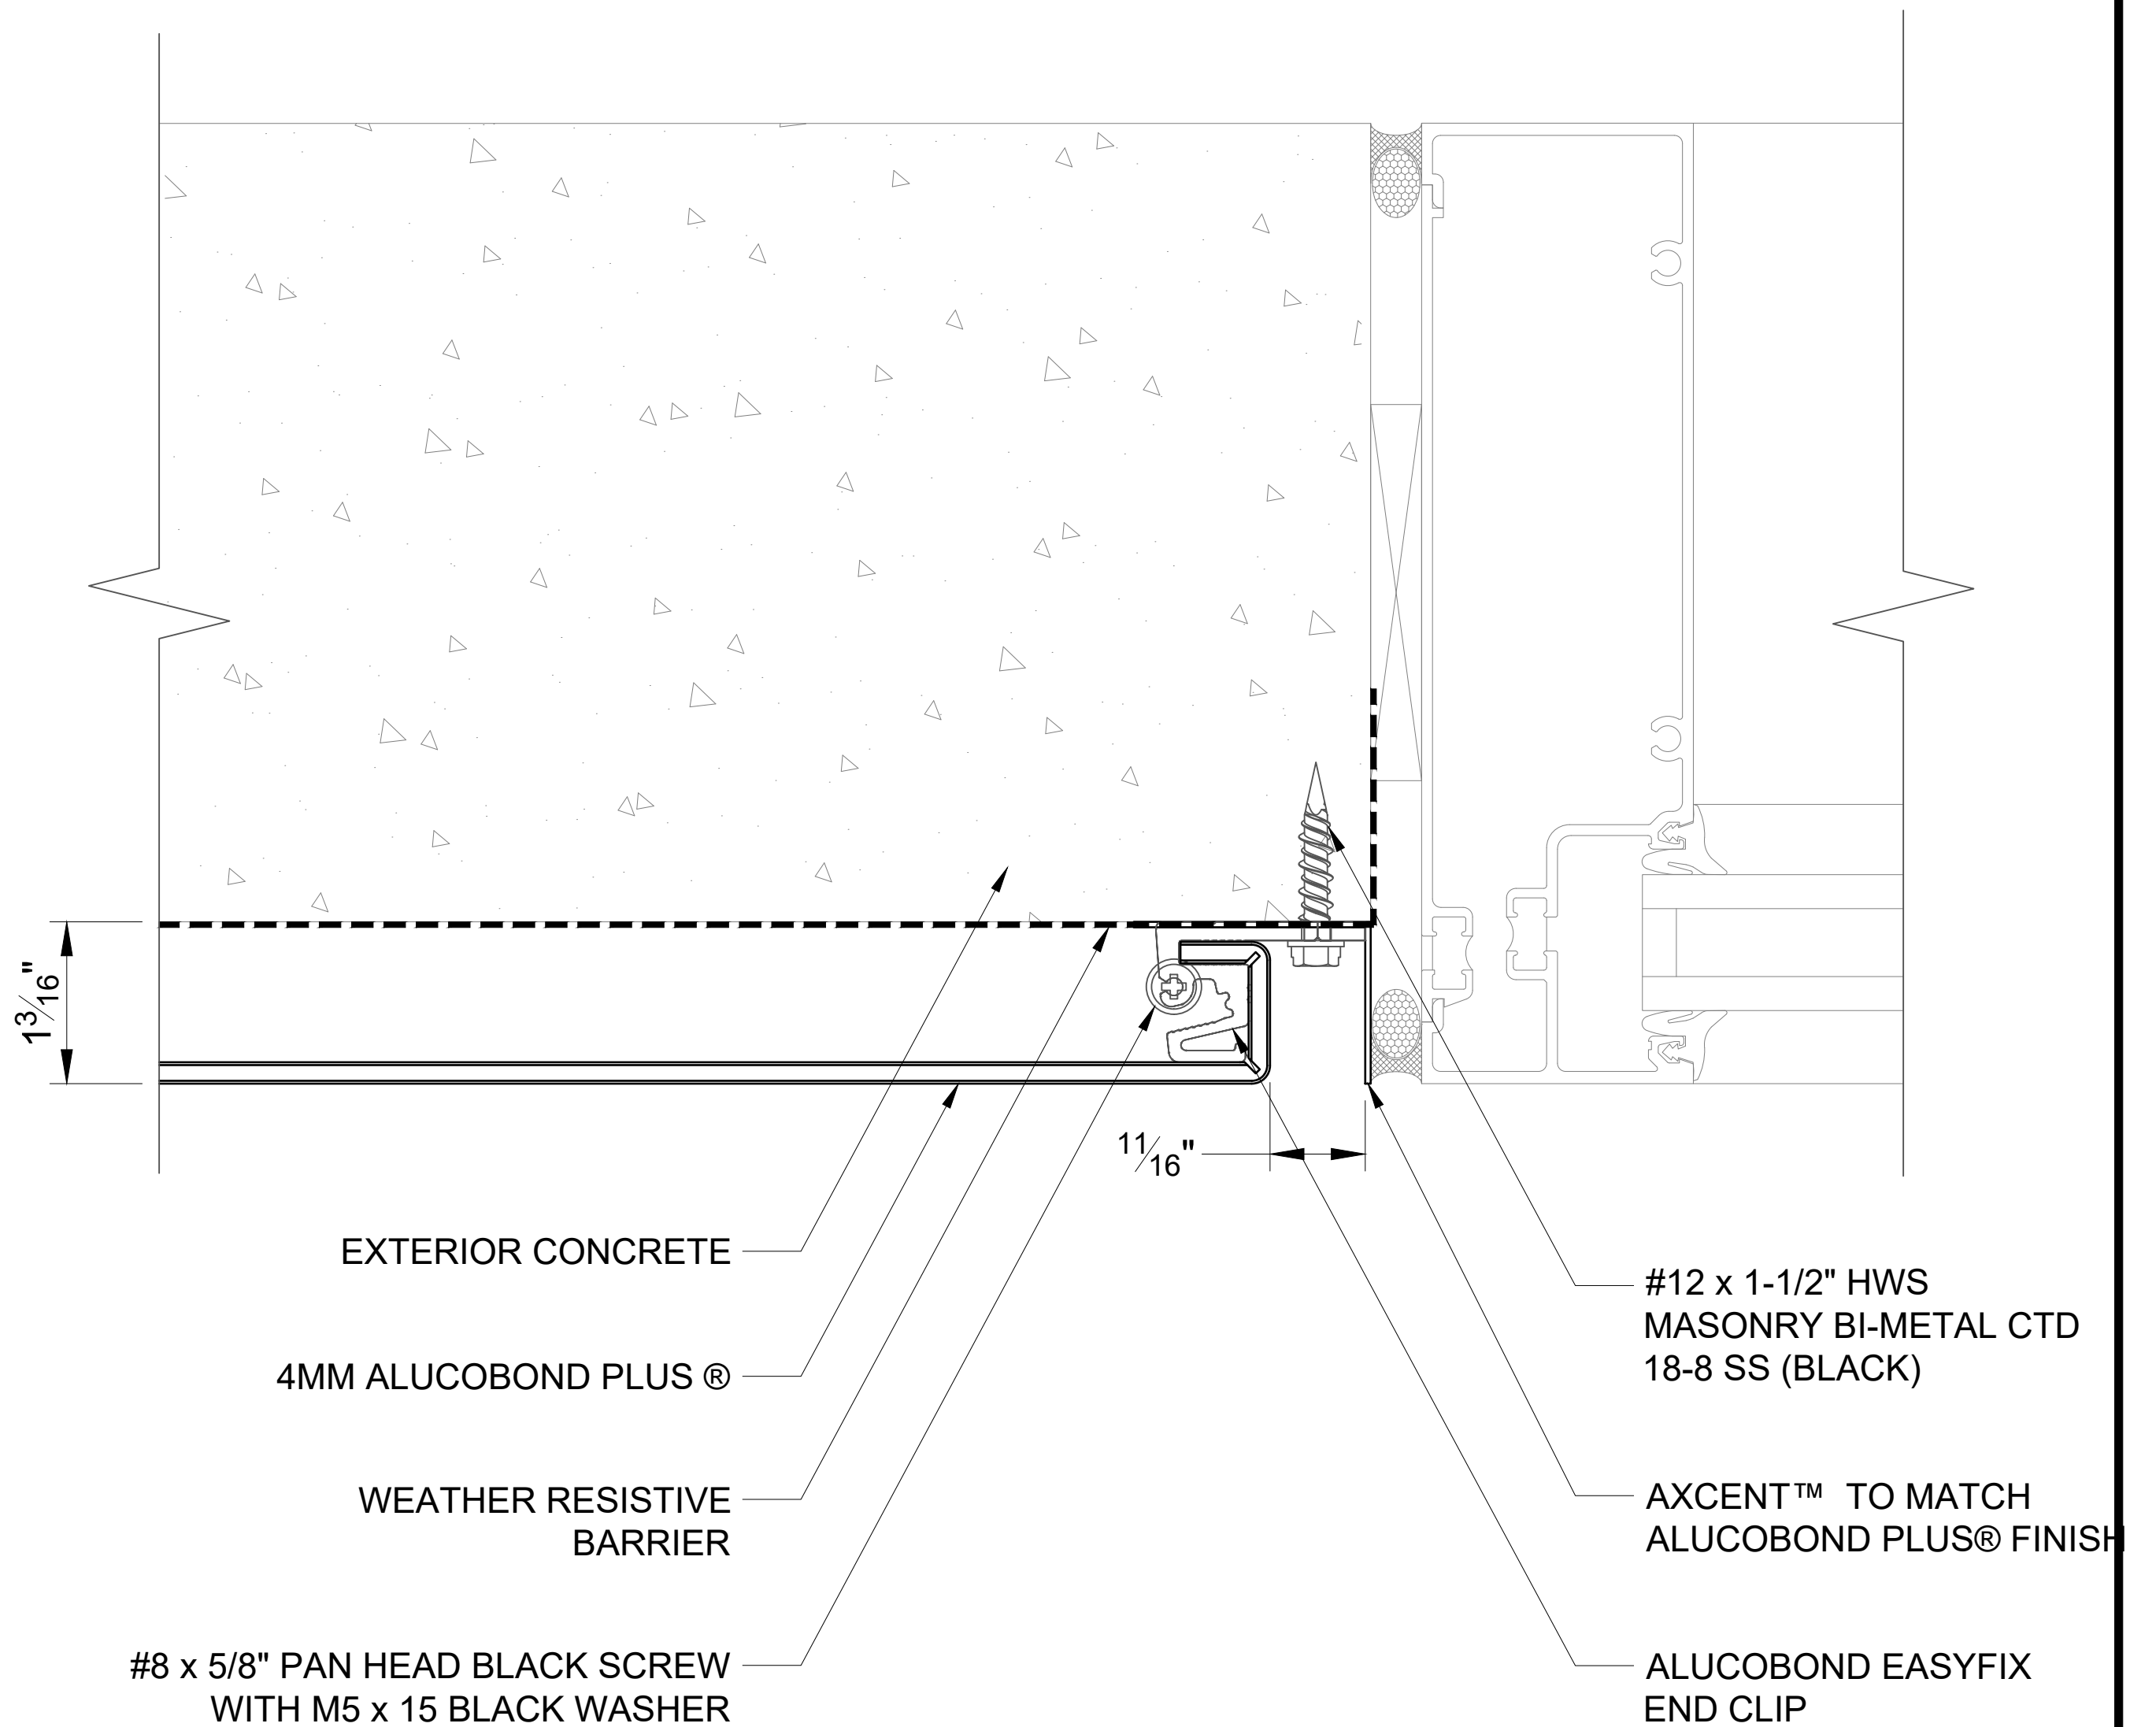 1 3/16"
11/16"
EXTERIOR CONCRETE
4MM ALUCOBOND PLUS ®
WEATHER RESISTIVE
BARRIER
#8 x 5/8" PAN HEAD BLACK SCREW
WITH M5 x 15 BLACK WASHER
#12 x 1-1/2" HWS
MASONRY BI-METAL CTD
18-8 SS (BLACK)
AXCENT™ TO MATCH
ALUCOBOND PLUS® FINISH
ALUCOBOND EASYFIX
END CLIP